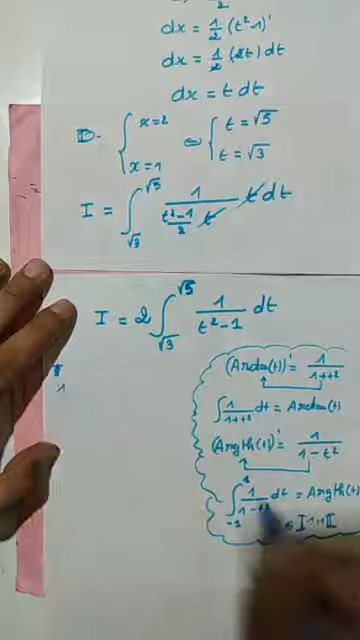 dx = 1/2 (t²-1)'
dx = 1/2 (2t) dt
dx = t dt
D. { x=2 x=1 ⇔ { t=√5 t=√3
I = ∫_{√3}^{√5} 1/((t²-1)/2 t) t dt
I = 2 ∫_{√3}^{√5} 1/(t²-1) dt
(Arctan(t))' = 1/(1+t²)
∫ 1/(1+t²) dt = Arctan(t)
(Argth(t))' = 1/(1-t²)
∫_{-1}^{1} 1/(1-t²) dt = Argth(t)